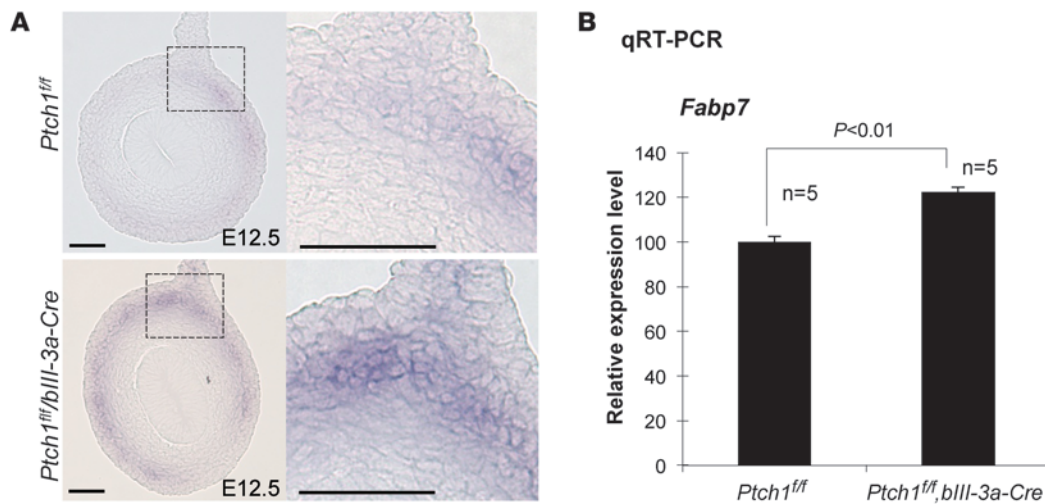 A
Ptch1f/f
E12.5
Ptch1f/f/bIII-3a-Cre
E12.5
B
qRT-PCR
Fabp7
P<0.01
n=5
n=5
Relative expression level
140
120
100
80
60
40
20
0
Ptch1f/f
Ptch1f/f,bIII-3a-Cre